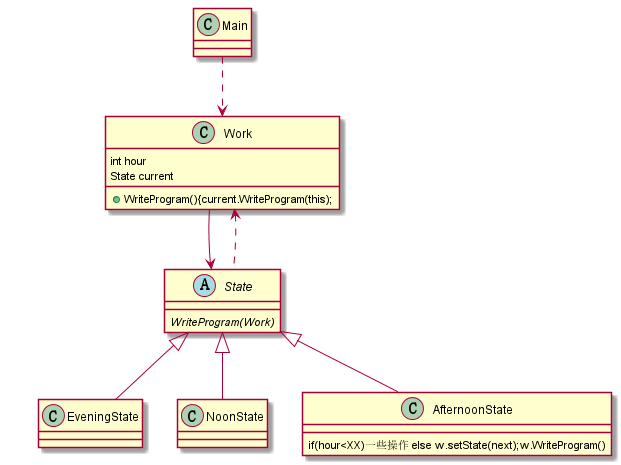 C Main
C Work
int hour
State current
WriteProgram(){current.WriteProgram(this);
A State
WriteProgram(Work)
C EveningState
C NoonState
C AfternoonState
if(hour<XX)一些操作 else w.setState(next);w.WriteProgram()